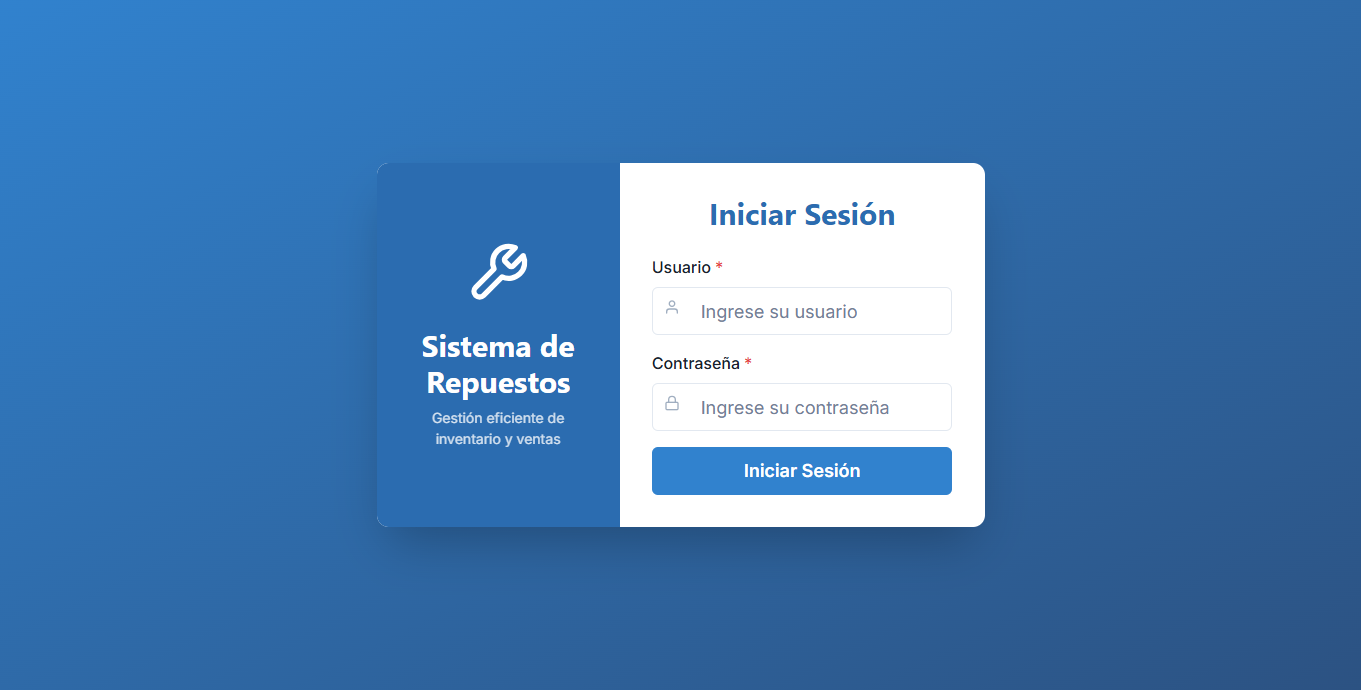 Sistema de
Repuestos
Gestión eficiente de
inventario y ventas
Iniciar Sesión
Usuario *
Ingrese su usuario
Contraseña *
Ingrese su contraseña
Iniciar Sesión